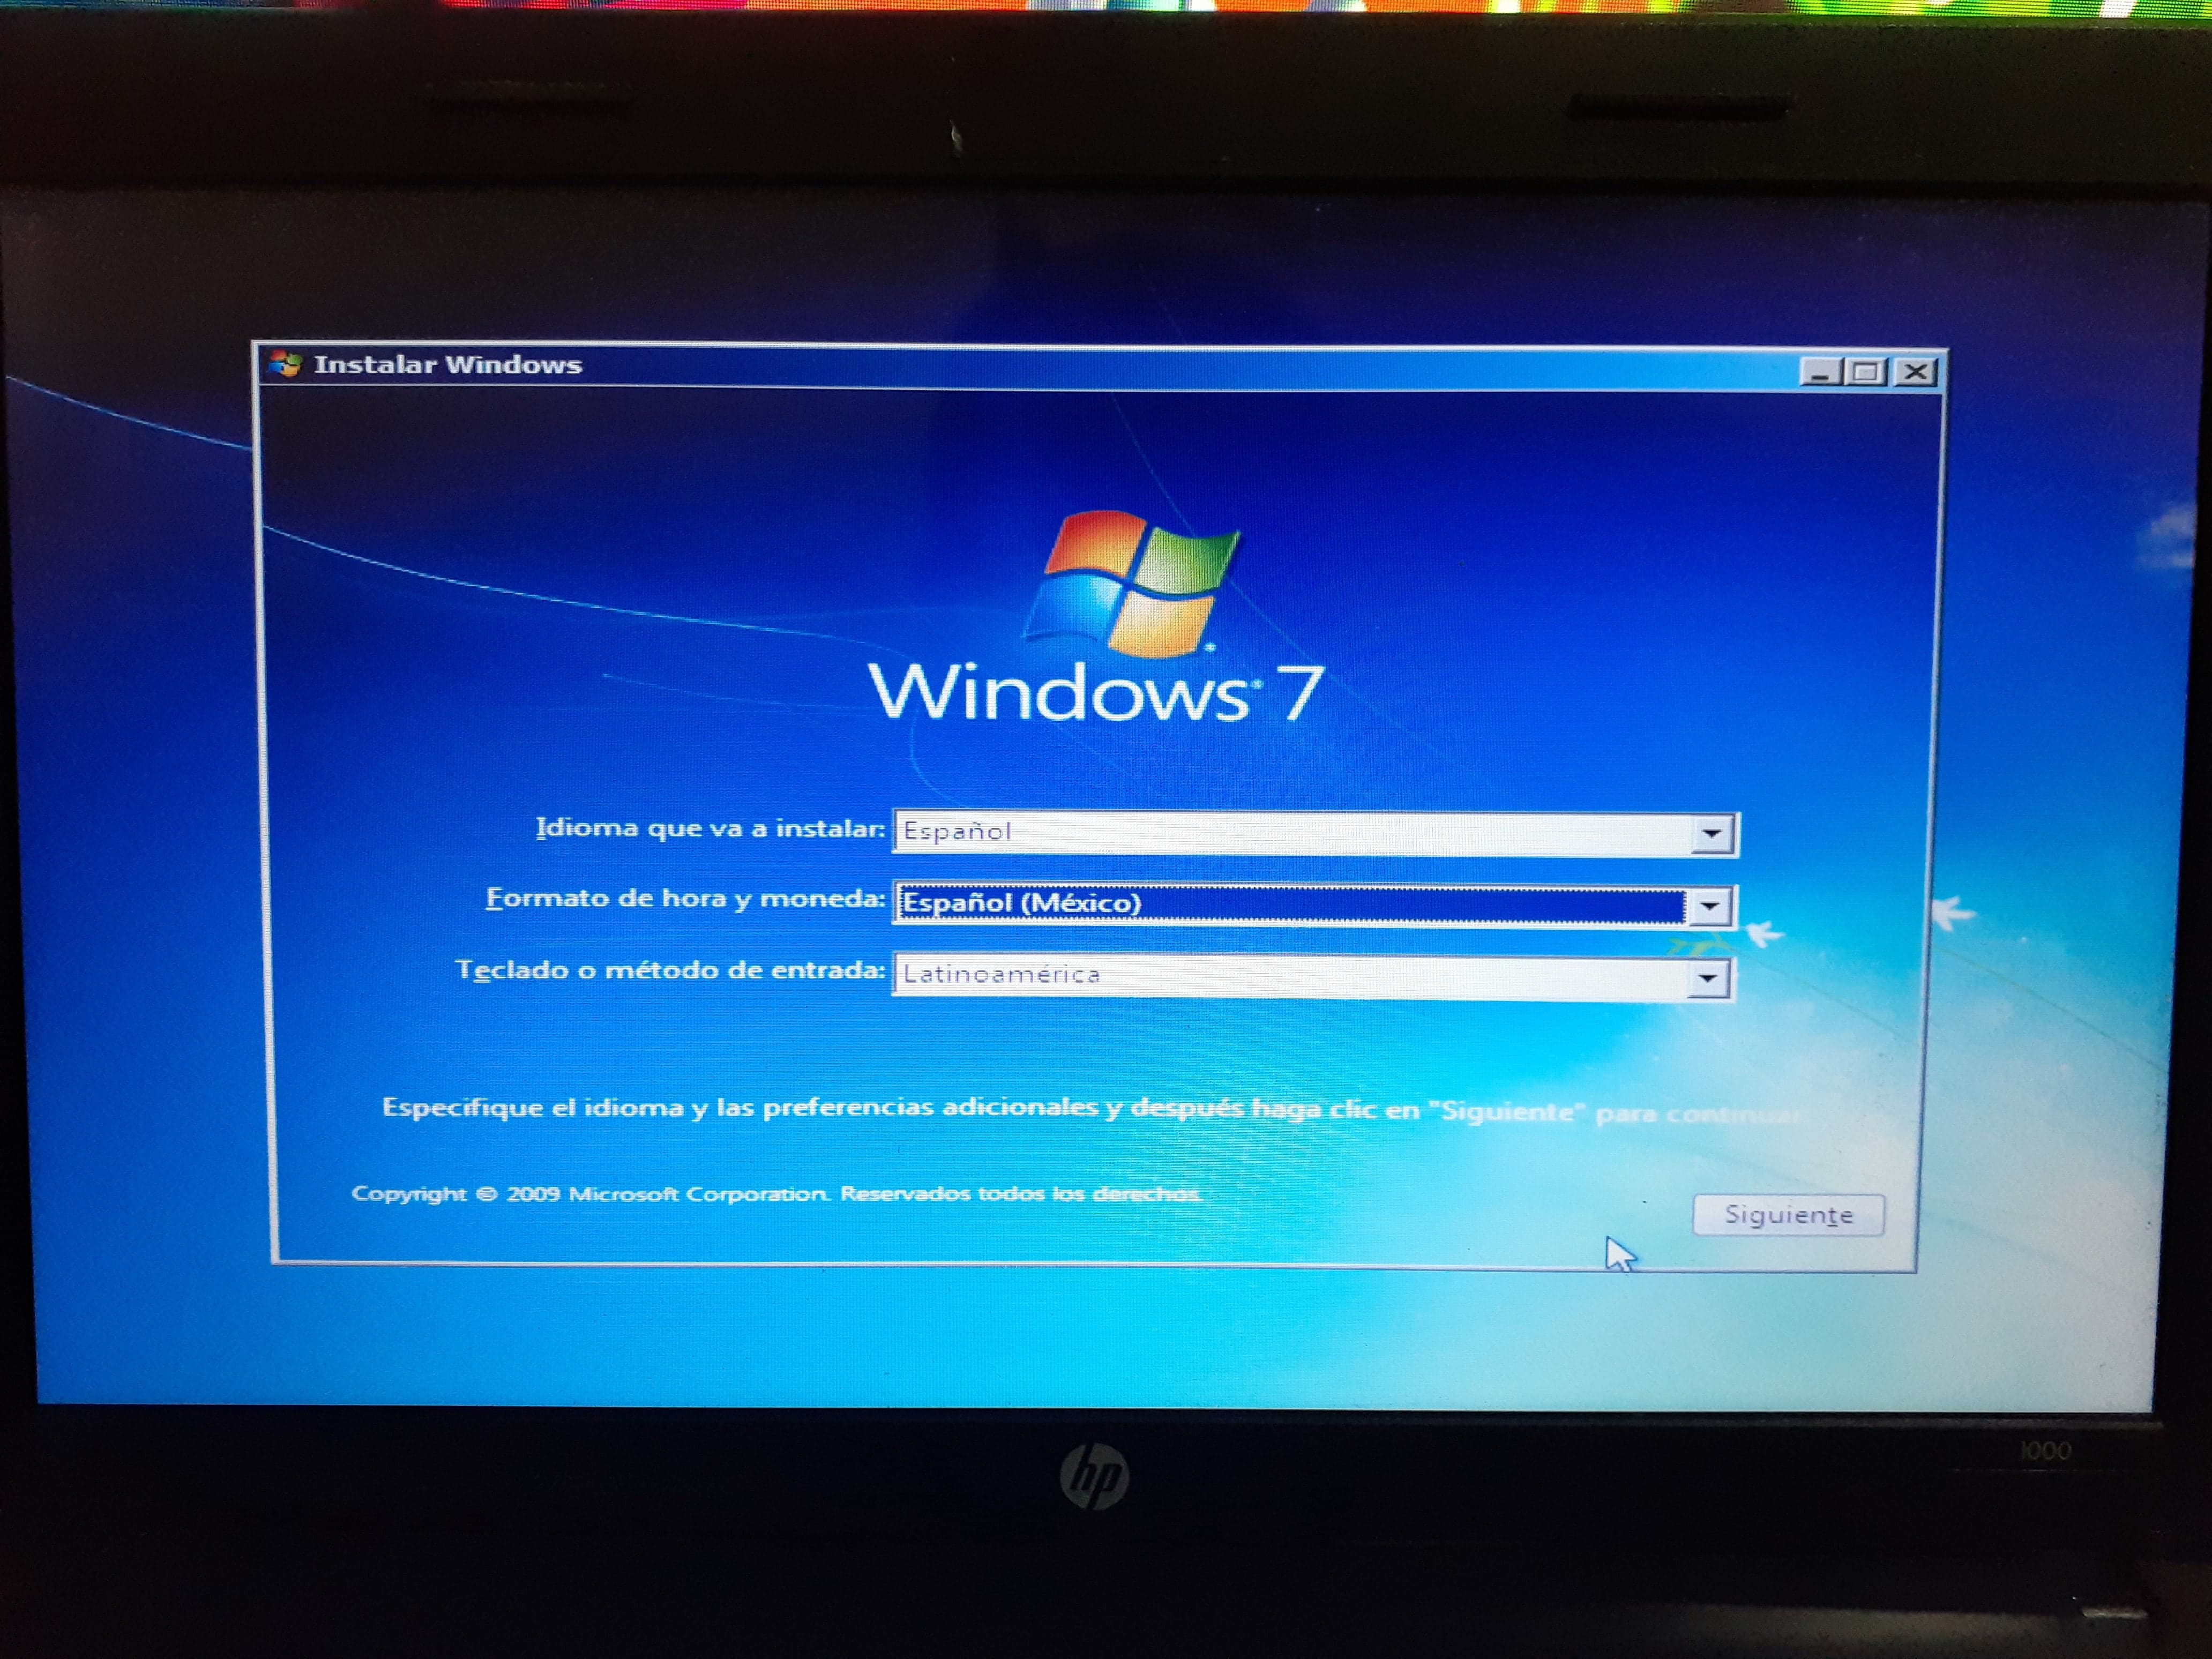 Instalar Windows
Windows 7
Idioma que va a instalar: Español
Formato de hora y moneda: Español (México)
Teclado o método de entrada: Latinoamérica
Especifique el idioma y las preferencias adicionales y después haga clic en "Siguiente" para continuar.
Copyright © 2009 Microsoft Corporation. Reservados todos los derechos.
Siguiente
hp
1000